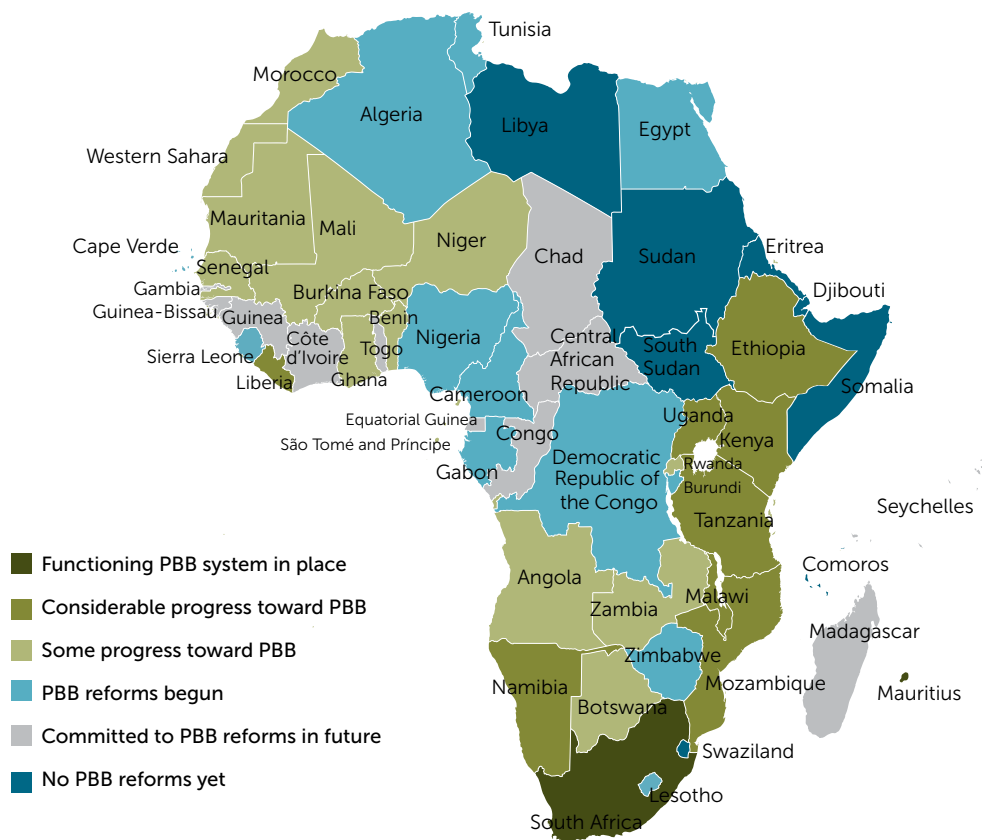 Tunisia
Morocco
Algeria
Libya
Egypt
Western Sahara
Mauritania
Mali
Niger
Chad
Sudan
Eritrea
Cape Verde
Senegal
Gambia
Guinea-Bissau
Guinea
Burkina Faso
Benin
Nigeria
Djibouti
Côte
d’Ivoire
Togo
Ghana
Sierra Leone
Liberia
Central
African
Republic
South
Sudan
Ethiopia
Somalia
Cameroon
Equatorial Guinea
São Tomé and Príncipe
Congo
Gabon
Uganda
Kenya
Democratic
Republic of
the Congo
Rwanda
Burundi
Tanzania
Seychelles
Comoros
Angola
Zambia
Malawi
Madagascar
Mauritius
Zimbabwe
Mozambique
Namibia
Botswana
Swaziland
Lesotho
South Africa
Functioning PBB system in place
Considerable progress toward PBB
Some progress toward PBB
PBB reforms begun
Committed to PBB reforms in future
No PBB reforms yet